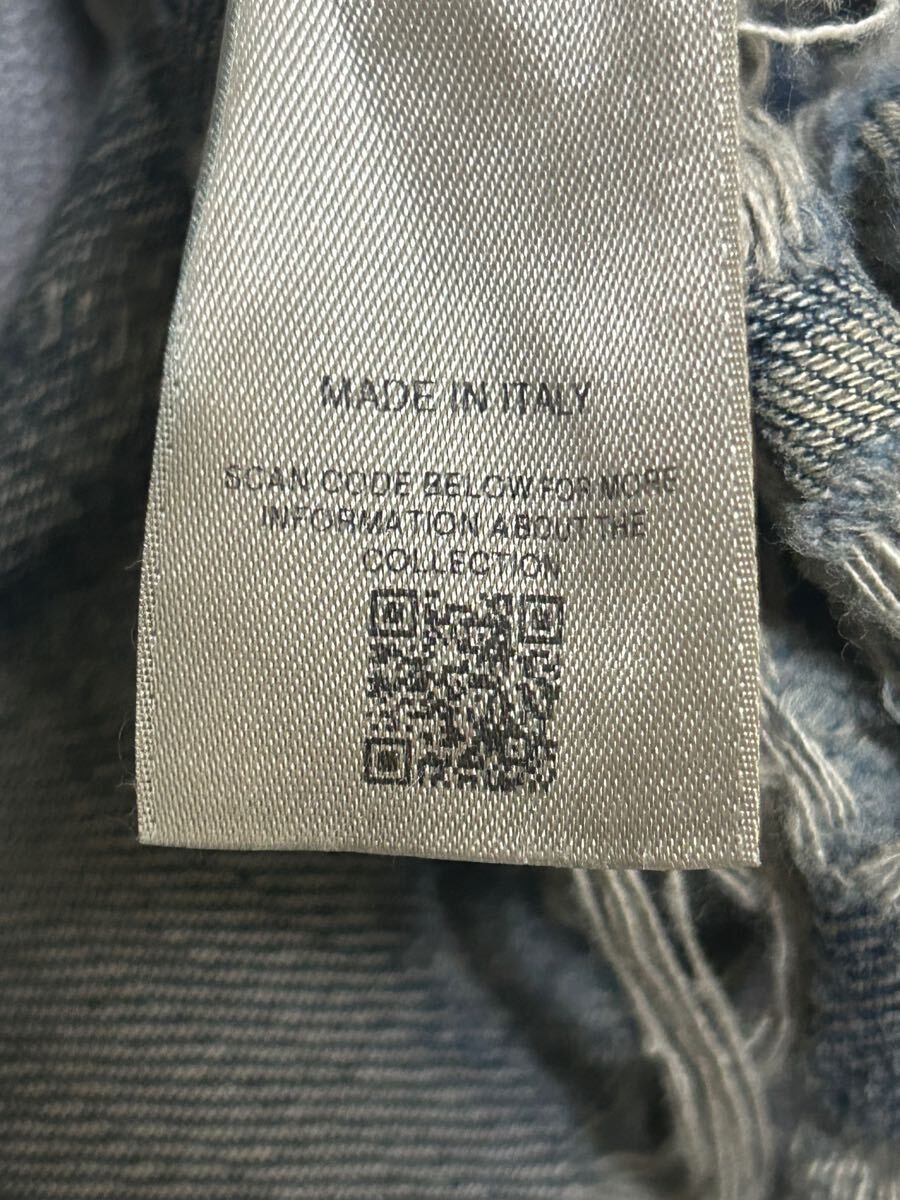 MADE IN ITALY
SCAN CODE BELOW FOR MORE
INFORMATION ABOUT THE
COLLECTION